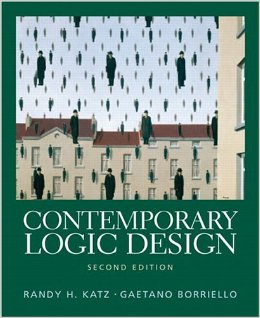 CONTEMPORARY
LOGIC DESIGN
SECOND EDITION
RANDY H. KATZ · GAETANO BORRIELLO